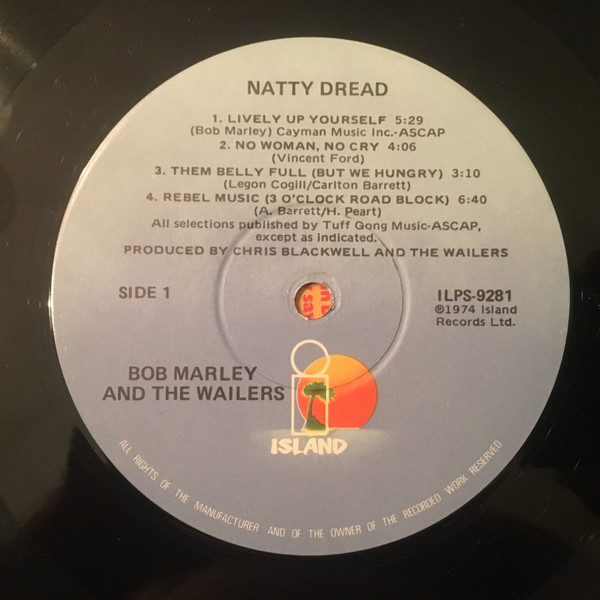 NATTY DREAD
1. LIVELY UP YOURSELF 5:29
(Bob Marley) Cayman Music Inc.-ASCAP
2. NO WOMAN, NO CRY 4:06
(Vincent Ford)
3. THEM BELLY FULL (BUT WE HUNGRY) 3:10
(Legon Cogill/Carlton Barrett)
4. REBEL MUSIC (3 O'CLOCK ROAD BLOCK) 6:40
(A. Barrett/H. Peart)
All selections published by Tuff Gong Music-ASCAP,
except as indicated.
PRODUCED BY CHRIS BLACKWELL AND THE WAILERS
SIDE 1
ILPS-9281
℗1974 Island
Records Ltd.
BOB MARLEY
AND THE WAILERS
ISLAND
ALL RIGHTS OF THE MANUFACTURER AND OF THE OWNER OF THE RECORDED WORK RESERVED